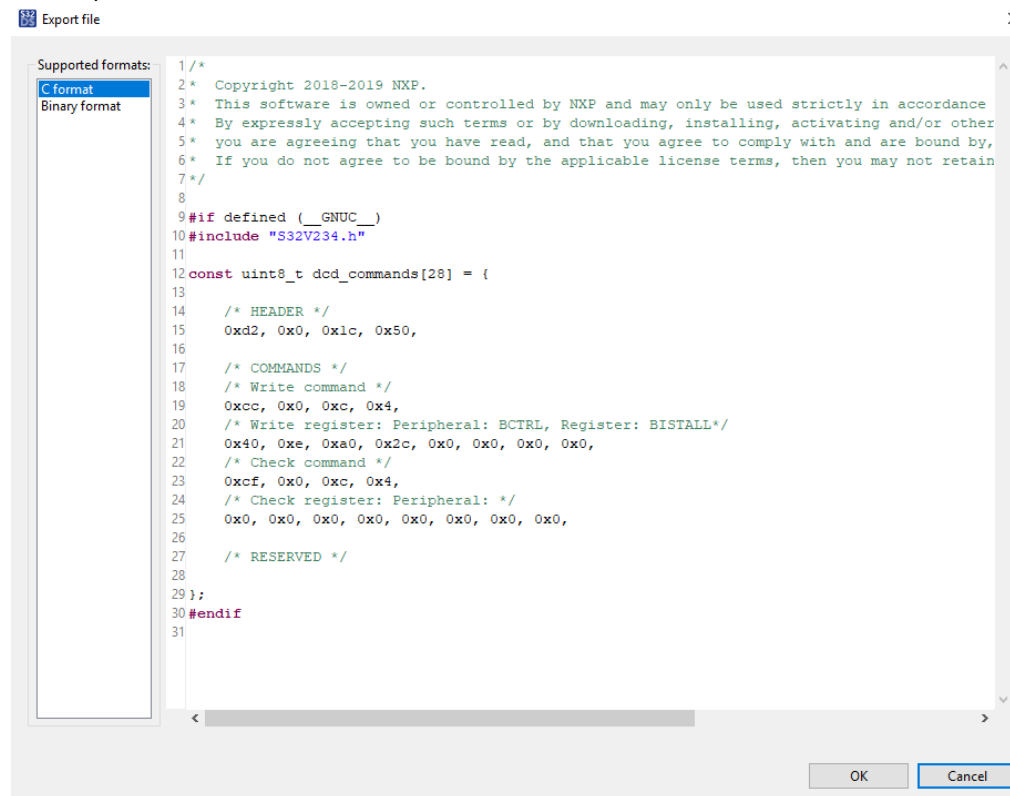 S32
DS
Export file
Supported formats:
C format
Binary format
1 /*
2 *  Copyright 2018-2019 NXP.
3 *  This software is owned or controlled by NXP and may only be used strictly in accordance
4 *  By expressly accepting such terms or by downloading, installing, activating and/or other
5 *  you are agreeing that you have read, and that you agree to comply with and are bound by,
6 *  If you do not agree to be bound by the applicable license terms, then you may not retain
7 */
8
9 #if defined (__GNUC__)
10 #include "S32V234.h"
11
12 const uint8_t dcd_commands[28] = {
13
14     /* HEADER */
15     0xd2, 0x0, 0x1c, 0x50,
16
17     /* COMMANDS */
18     /* Write command */
19     0xcc, 0x0, 0xc, 0x4,
20     /* Write register: Peripheral: BCTRL, Register: BISTALL*/
21     0x40, 0xe, 0xa0, 0x2c, 0x0, 0x0, 0x0, 0x0,
22     /* Check command */
23     0xcf, 0x0, 0xc, 0x4,
24     /* Check register: Peripheral: */
25     0x0, 0x0, 0x0, 0x0, 0x0, 0x0, 0x0, 0x0,
26
27     /* RESERVED */
28
29 };
30 #endif
31
OK
Cancel